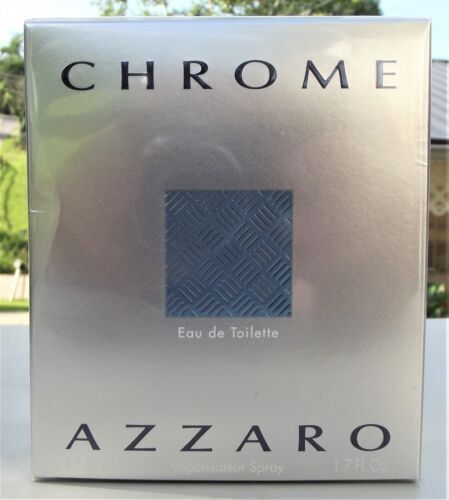 CHROME
Eau de Toilette
AZZARO
Vaporisateur Spray 1.7 Fl. Oz.